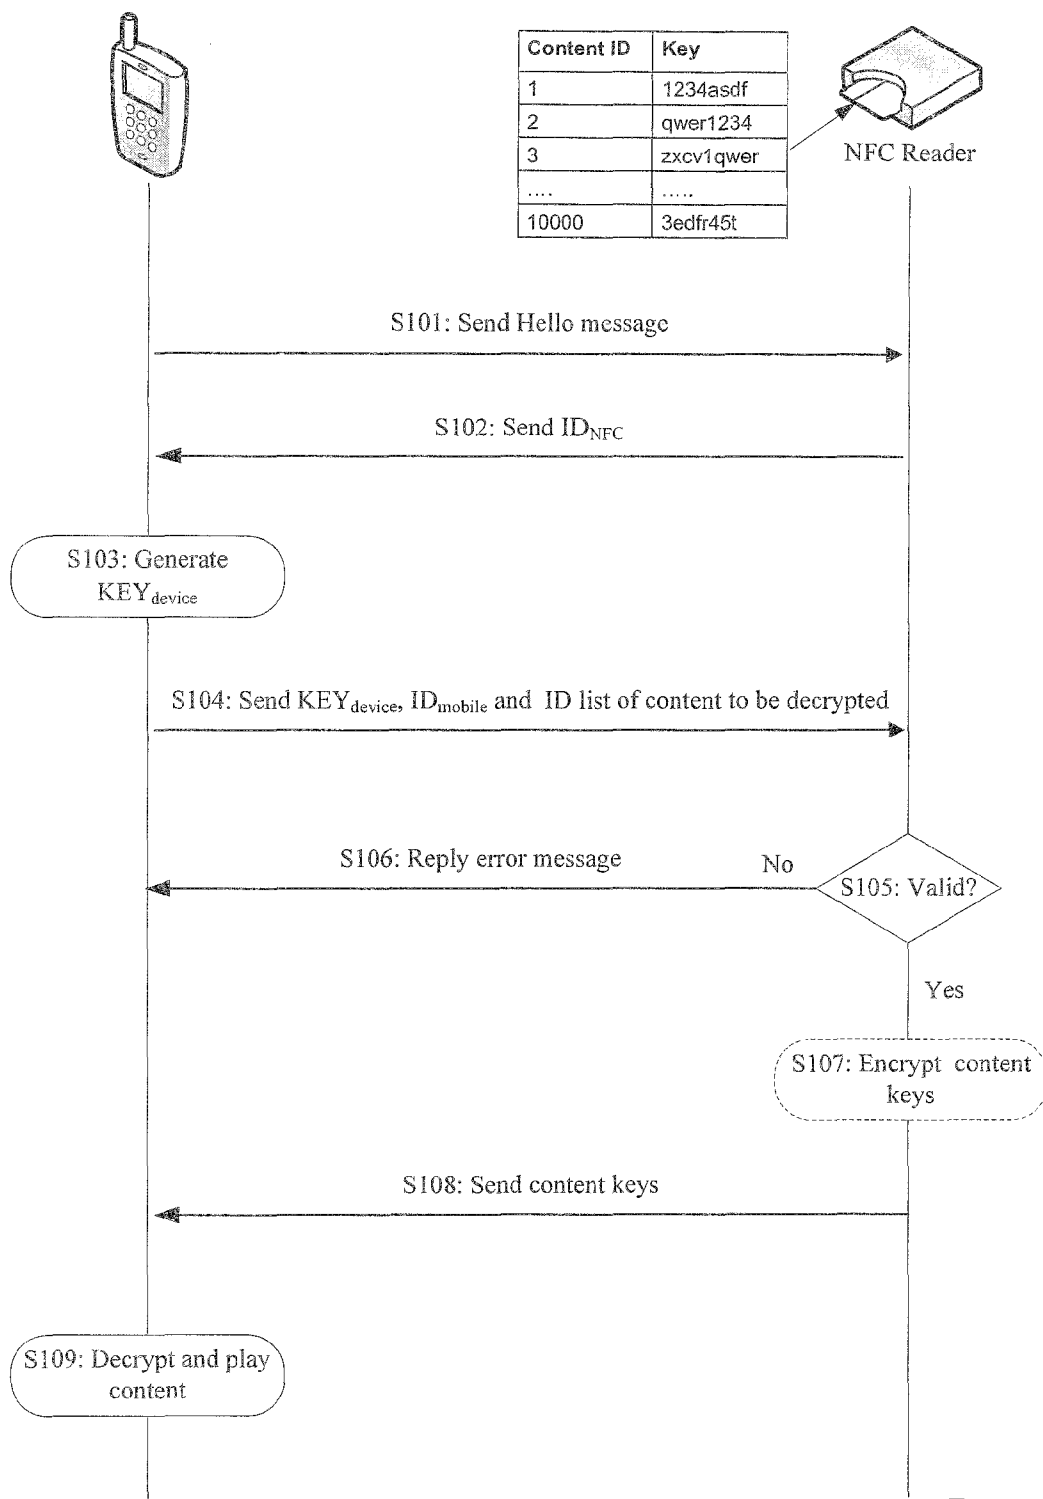 Content ID Key
1 1234asdf
2 qwer1234
3 zxcv1qwer
.... .....
10000 3edfr45t
NFC Reader
S101: Send Hello message
S102: Send IDNFC
S103: Generate
KEYdevice
S104: Send KEYdevice, IDmobile and ID list of content to be decrypted
S106: Reply error message
No
S105: Valid?
Yes
S107: Encrypt content
keys
S108: Send content keys
S109: Decrypt and play
content